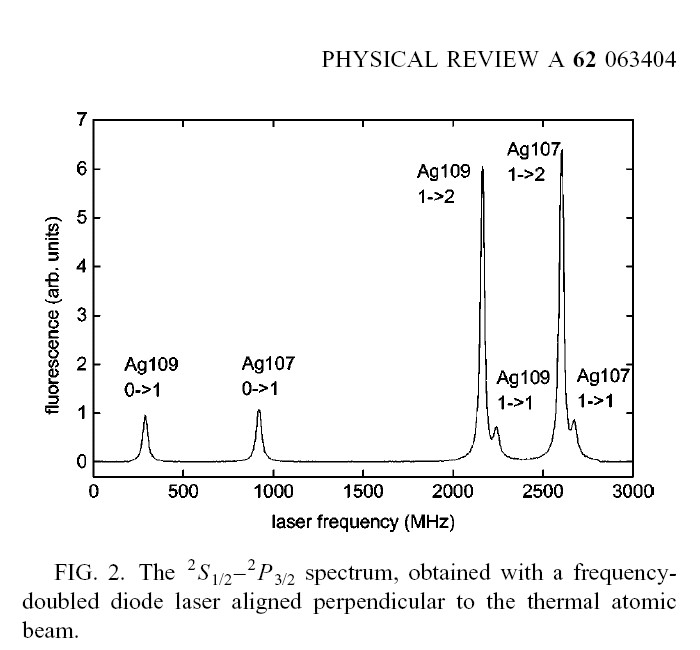 PHYSICAL REVIEW A 62 063404
7
6
5
4
3
2
1
0
fluorescence (arb. units)
Ag109
0->1
Ag107
0->1
Ag109
1->2
Ag107
1->2
Ag109
1->1
Ag107
1->1
0 500 1000 1500 2000 2500 3000
laser frequency (MHz)
FIG. 2. The ²S₁/₂–²P₃/₂ spectrum, obtained with a frequency-
doubled diode laser aligned perpendicular to the thermal atomic
beam.